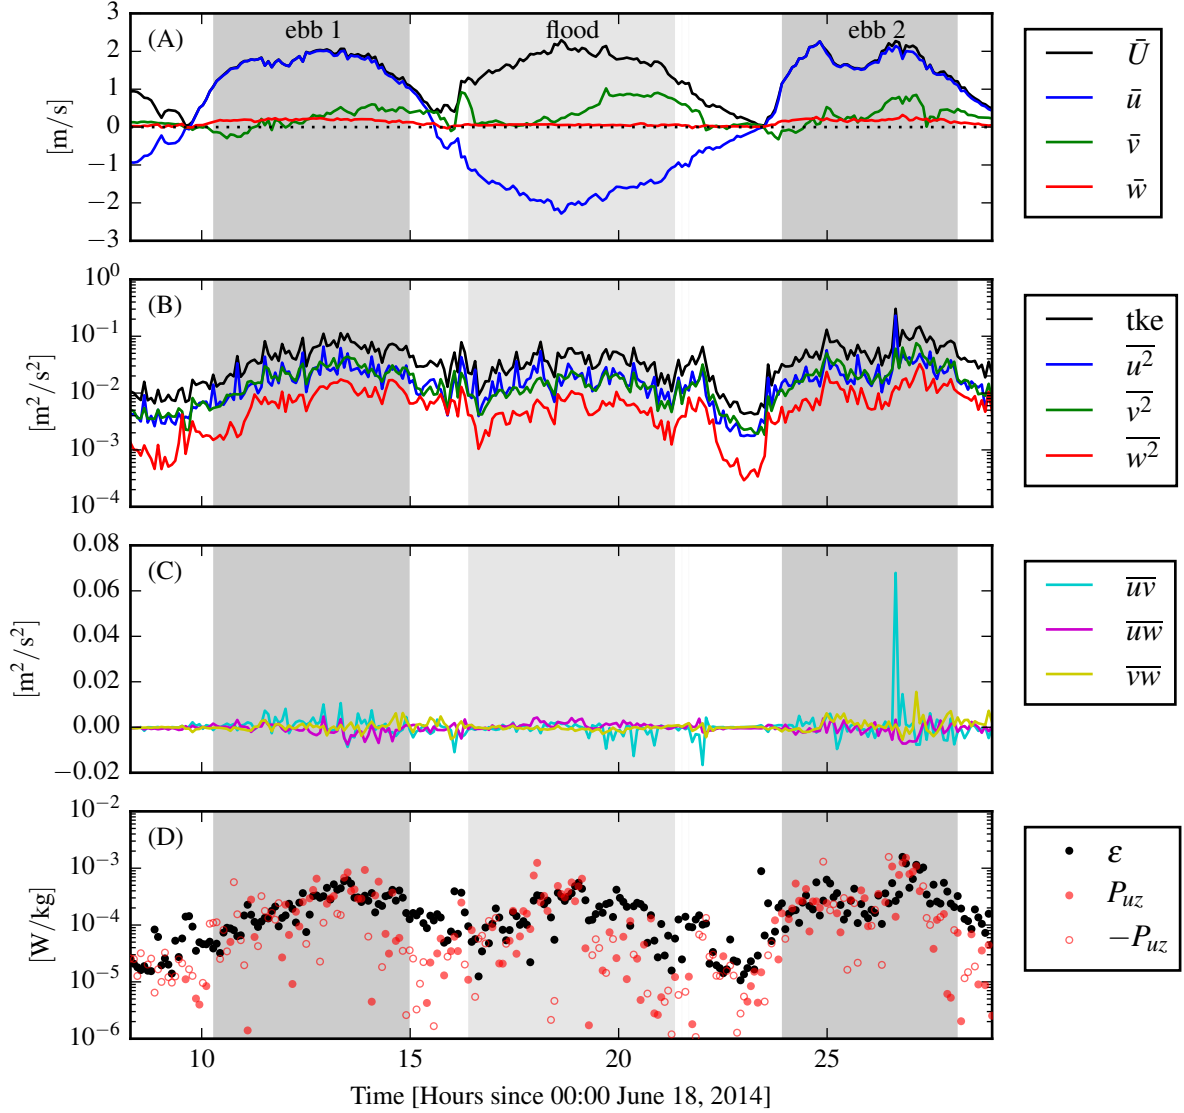 (A) ebb 1 flood ebb 2
3
2
1
0
−1
−2
−3
[m/s]
Ū
ū
v̄
w̄
(B)
10⁰
10⁻¹
10⁻²
10⁻³
10⁻⁴
[m²/s²]
tke
u²
v²
w²
(C)
0.08
0.06
0.04
0.02
0.00
−0.02
[m²/s²]
uv
uw
vw
(D)
10⁻²
10⁻³
10⁻⁴
10⁻⁵
10⁻⁶
[W/kg]
ε
P_uz
−P_uz
10 15 20 25
Time [Hours since 00:00 June 18, 2014]